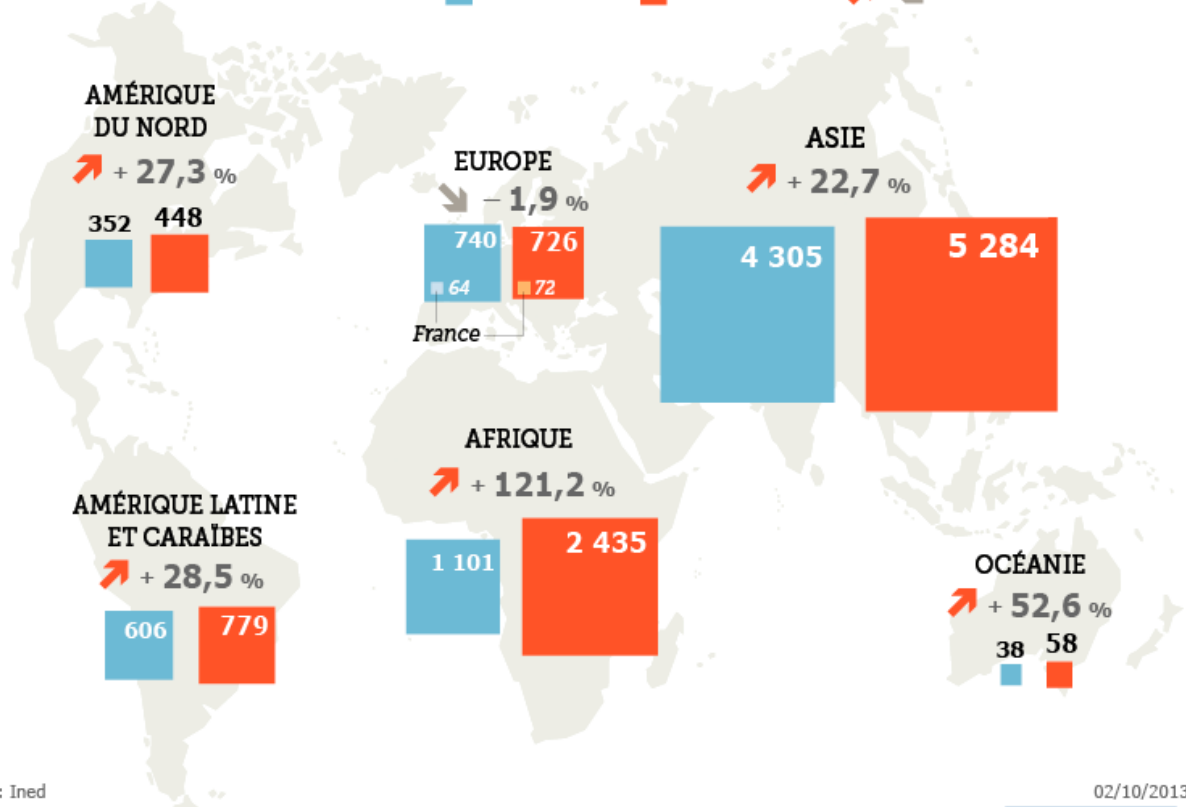 AMÉRIQUE
DU NORD
+ 27,3 %
352 448
EUROPE
– 1,9 %
740 726
64 72
France
ASIE
+ 22,7 %
4 305 5 284
AFRIQUE
+ 121,2 %
1 101 2 435
AMÉRIQUE LATINE
ET CARAÏBES
+ 28,5 %
606 779
OCÉANIE
+ 52,6 %
38 58
: Ined
02/10/2013